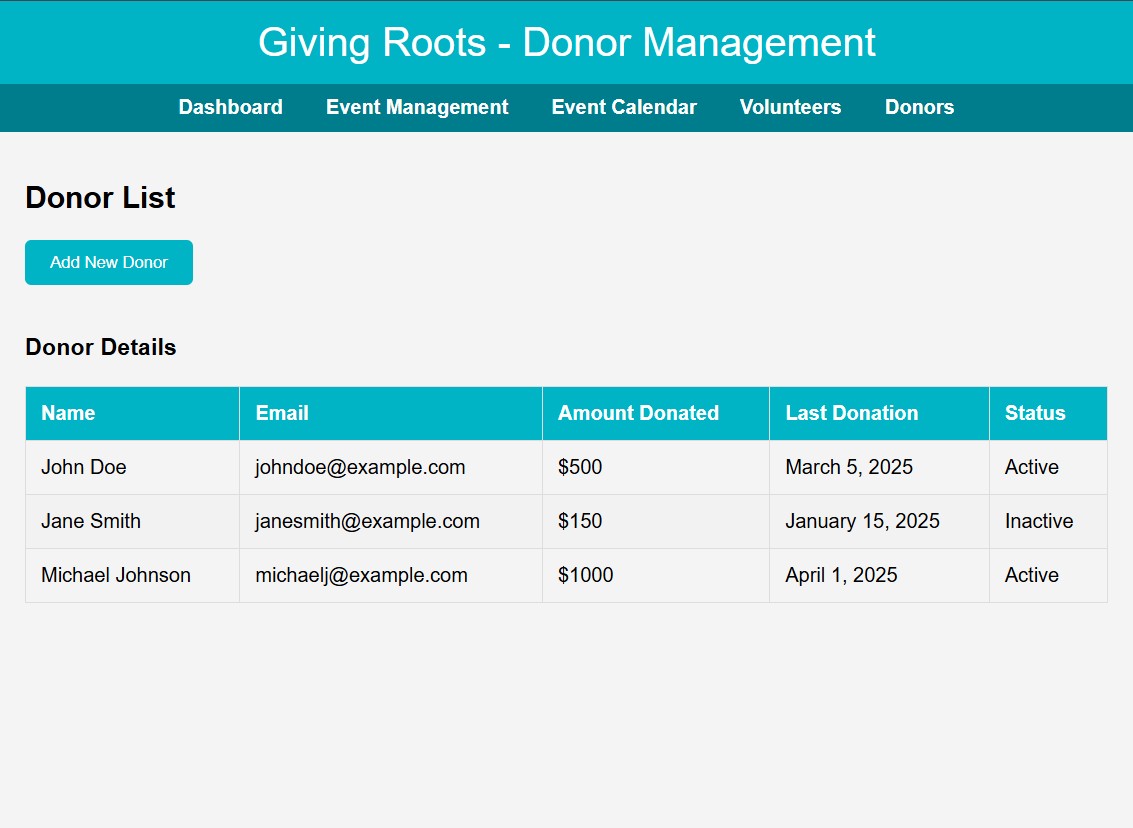 Giving Roots - Donor Management
Dashboard Event Management Event Calendar Volunteers Donors
Donor List
Add New Donor
Donor Details
Name Email Amount Donated Last Donation Status
John Doe johndoe@example.com $500 March 5, 2025 Active
Jane Smith janesmith@example.com $150 January 15, 2025 Inactive
Michael Johnson michaelj@example.com $1000 April 1, 2025 Active